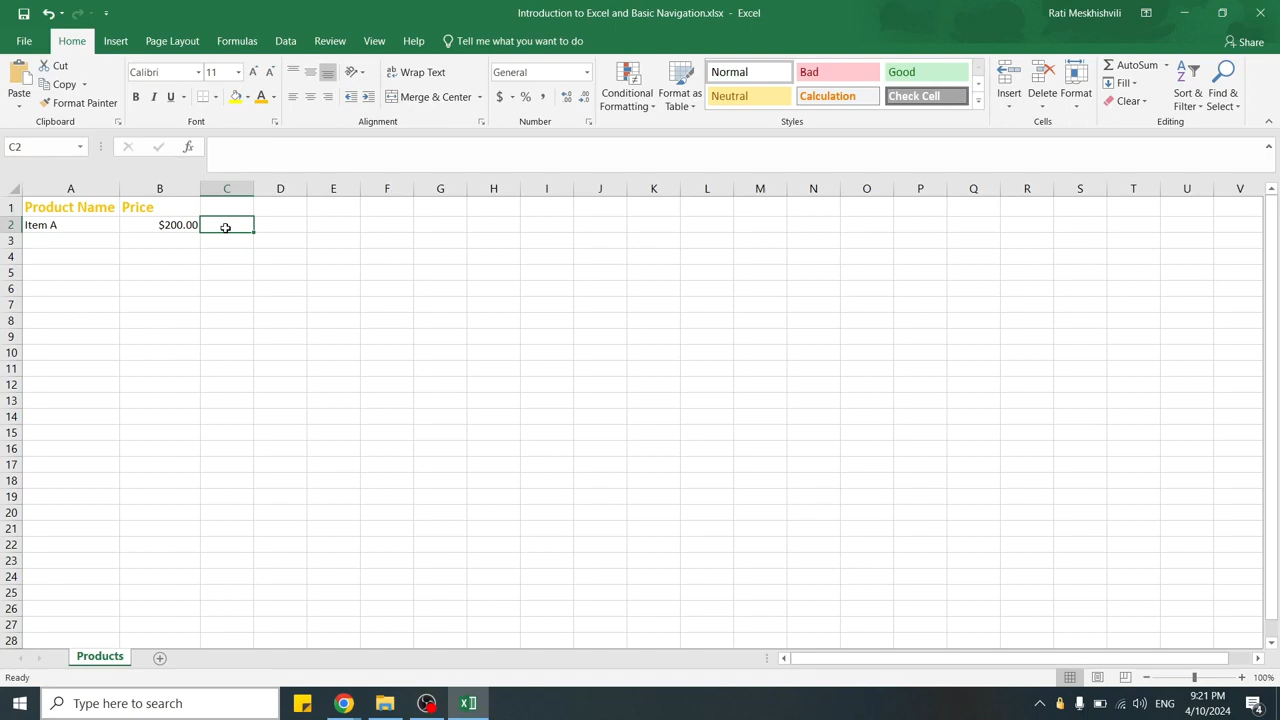 Introduction to Excel and Basic Navigation.xlsx - Excel
Rati Meskhishvili
File Home Insert Page Layout Formulas Data Review View Help Tell me what you want to do
Share
Paste
Cut
Copy
Format Painter
Clipboard
Calibri 11
B I U
Font
Wrap Text
Merge & Center
Alignment
General
$ % ,
Number
Conditional Formatting
Format as Table
Normal Bad Good
Neutral Calculation Check Cell
Styles
Insert Delete Format
Cells
AutoSum
Fill
Clear
Sort & Filter
Find & Select
Editing
C2
fx
A B C D E F G H I J K L M N O P Q R S T U V
1 Product Name Price
2 Item A $200.00
3
4
5
6
7
8
9
10
11
12
13
14
15
16
17
18
19
20
21
22
23
24
25
26
27
28
Products
Ready
100%
Type here to search
9:21 PM
4/10/2024
4